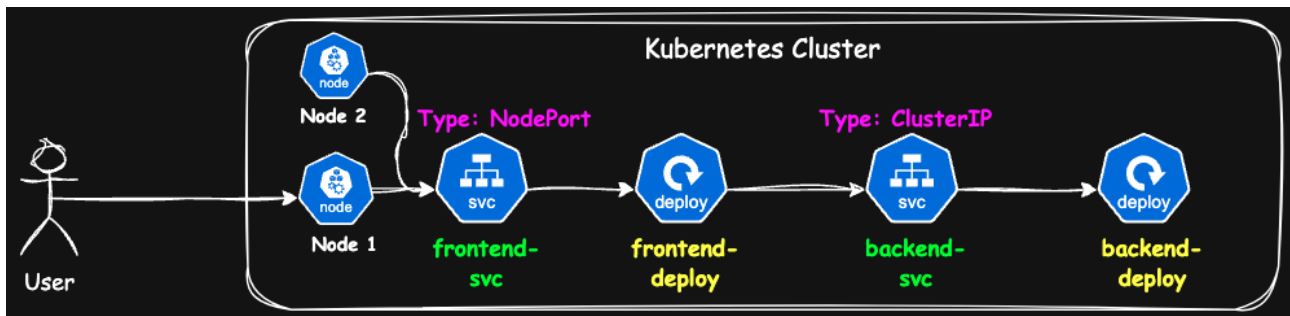 Kubernetes Cluster
node
Node 2
Type: NodePort
Type: ClusterIP
node
svc
deploy
svc
deploy
Node 1
frontend-
svc
frontend-
deploy
backend-
svc
backend-
deploy
User